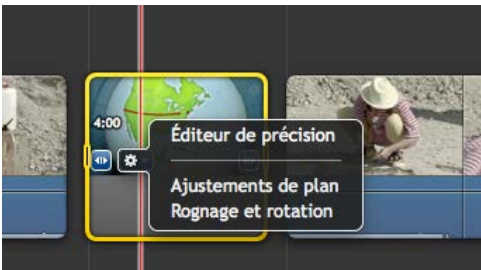 4:00
Éditeur de précision
Ajustements de plan
Rognage et rotation